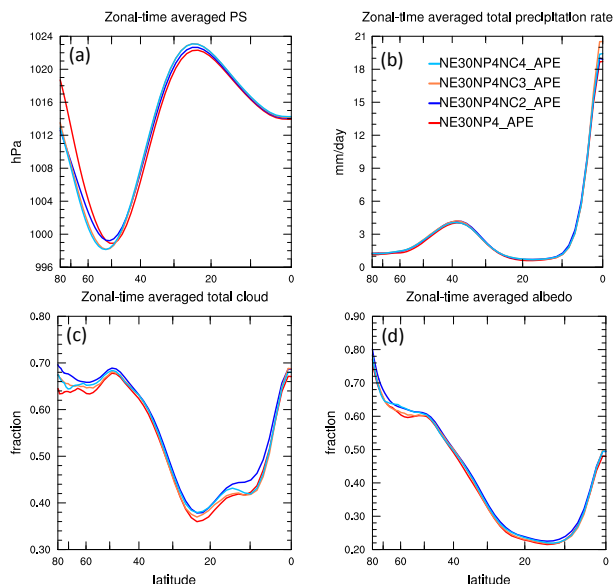 Zonal-time averaged PS
(a)
hPa
1024
1020
1016
1012
1008
1004
1000
996
80 60 40 20 0
Zonal-time averaged total precipitation rate
(b)
mm/day
21
18
15
12
9
6
3
0
NE30NP4NC4_APE
NE30NP4NC3_APE
NE30NP4NC2_APE
NE30NP4_APE
80 60 40 20 0
Zonal-time averaged total cloud
(c)
fraction
0.80
0.70
0.60
0.50
0.40
0.30
80 60 40 20 0
latitude
Zonal-time averaged albedo
(d)
fraction
0.90
0.80
0.70
0.60
0.50
0.40
0.30
0.20
80 60 40 20 0
latitude